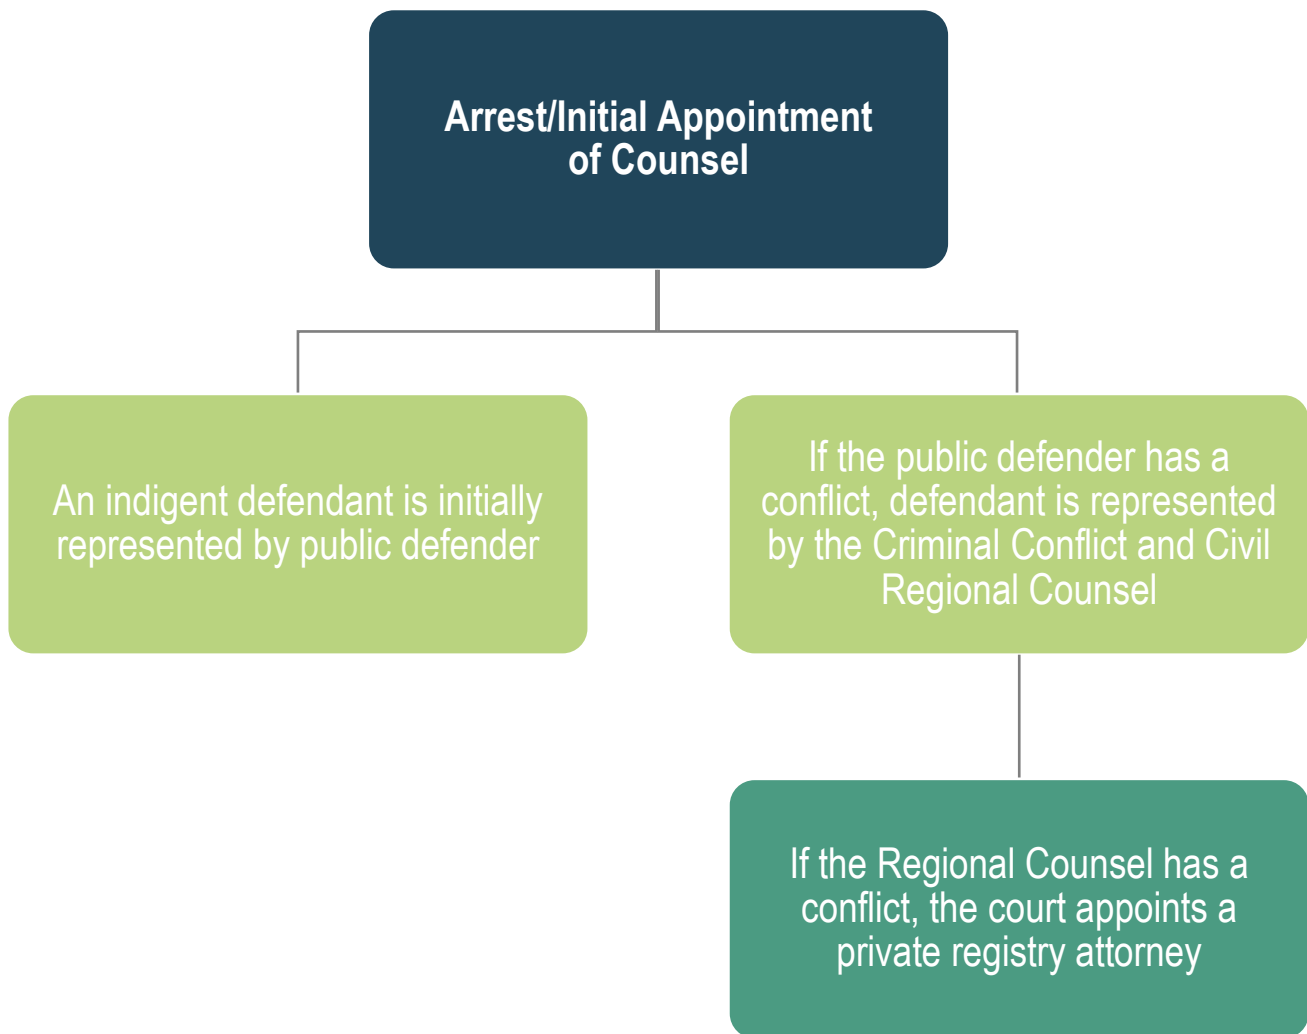 Arrest/Initial Appointment
of Counsel
An indigent defendant is initially
represented by public defender
If the public defender has a
conflict, defendant is represented
by the Criminal Conflict and Civil
Regional Counsel
If the Regional Counsel has a
conflict, the court appoints a
private registry attorney